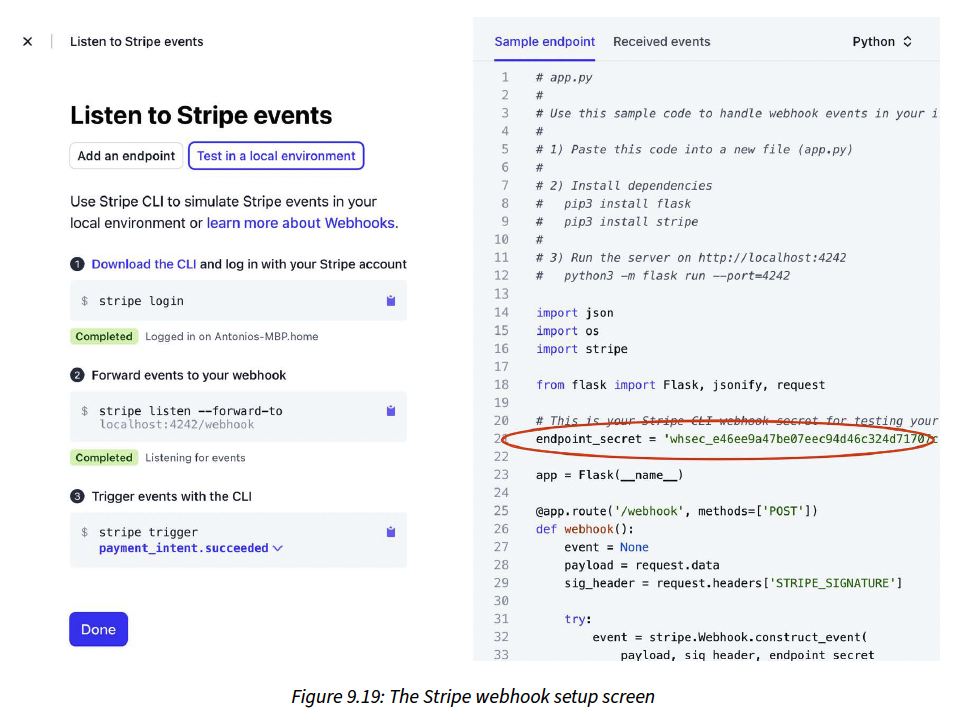 Listen to Stripe events
Listen to Stripe events
Add an endpoint
Test in a local environment
Use Stripe CLI to simulate Stripe events in your
local environment or learn more about Webhooks.
1 Download the CLI and log in with your Stripe account
$ stripe login
Completed Logged in on Antonios-MBP.home
2 Forward events to your webhook
$ stripe listen --forward-to
localhost:4242/webhook
Completed Listening for events
3 Trigger events with the CLI
$ stripe trigger
payment_intent.succeeded
Done
Sample endpoint Received events Python
1 # app.py
2 #
3 # Use this sample code to handle webhook events in your i
4 #
5 # 1) Paste this code into a new file (app.py)
6 #
7 # 2) Install dependencies
8 #   pip3 install flask
9 #   pip3 install stripe
10 #
11 # 3) Run the server on http://localhost:4242
12 #   python3 -m flask run --port=4242
13
14 import json
15 import os
16 import stripe
17
18 from flask import Flask, jsonify, request
19
20 # This is your Stripe CLI webhook secret for testing your
21 endpoint_secret = 'whsec_e46ee9a47be07eec94d46c324d71707c
22
23 app = Flask(__name__)
24
25 @app.route('/webhook', methods=['POST'])
26 def webhook():
27     event = None
28     payload = request.data
29     sig_header = request.headers['STRIPE_SIGNATURE']
30
31     try:
32         event = stripe.Webhook.construct_event(
33             payload, sig_header, endpoint_secret
Figure 9.19: The Stripe webhook setup screen